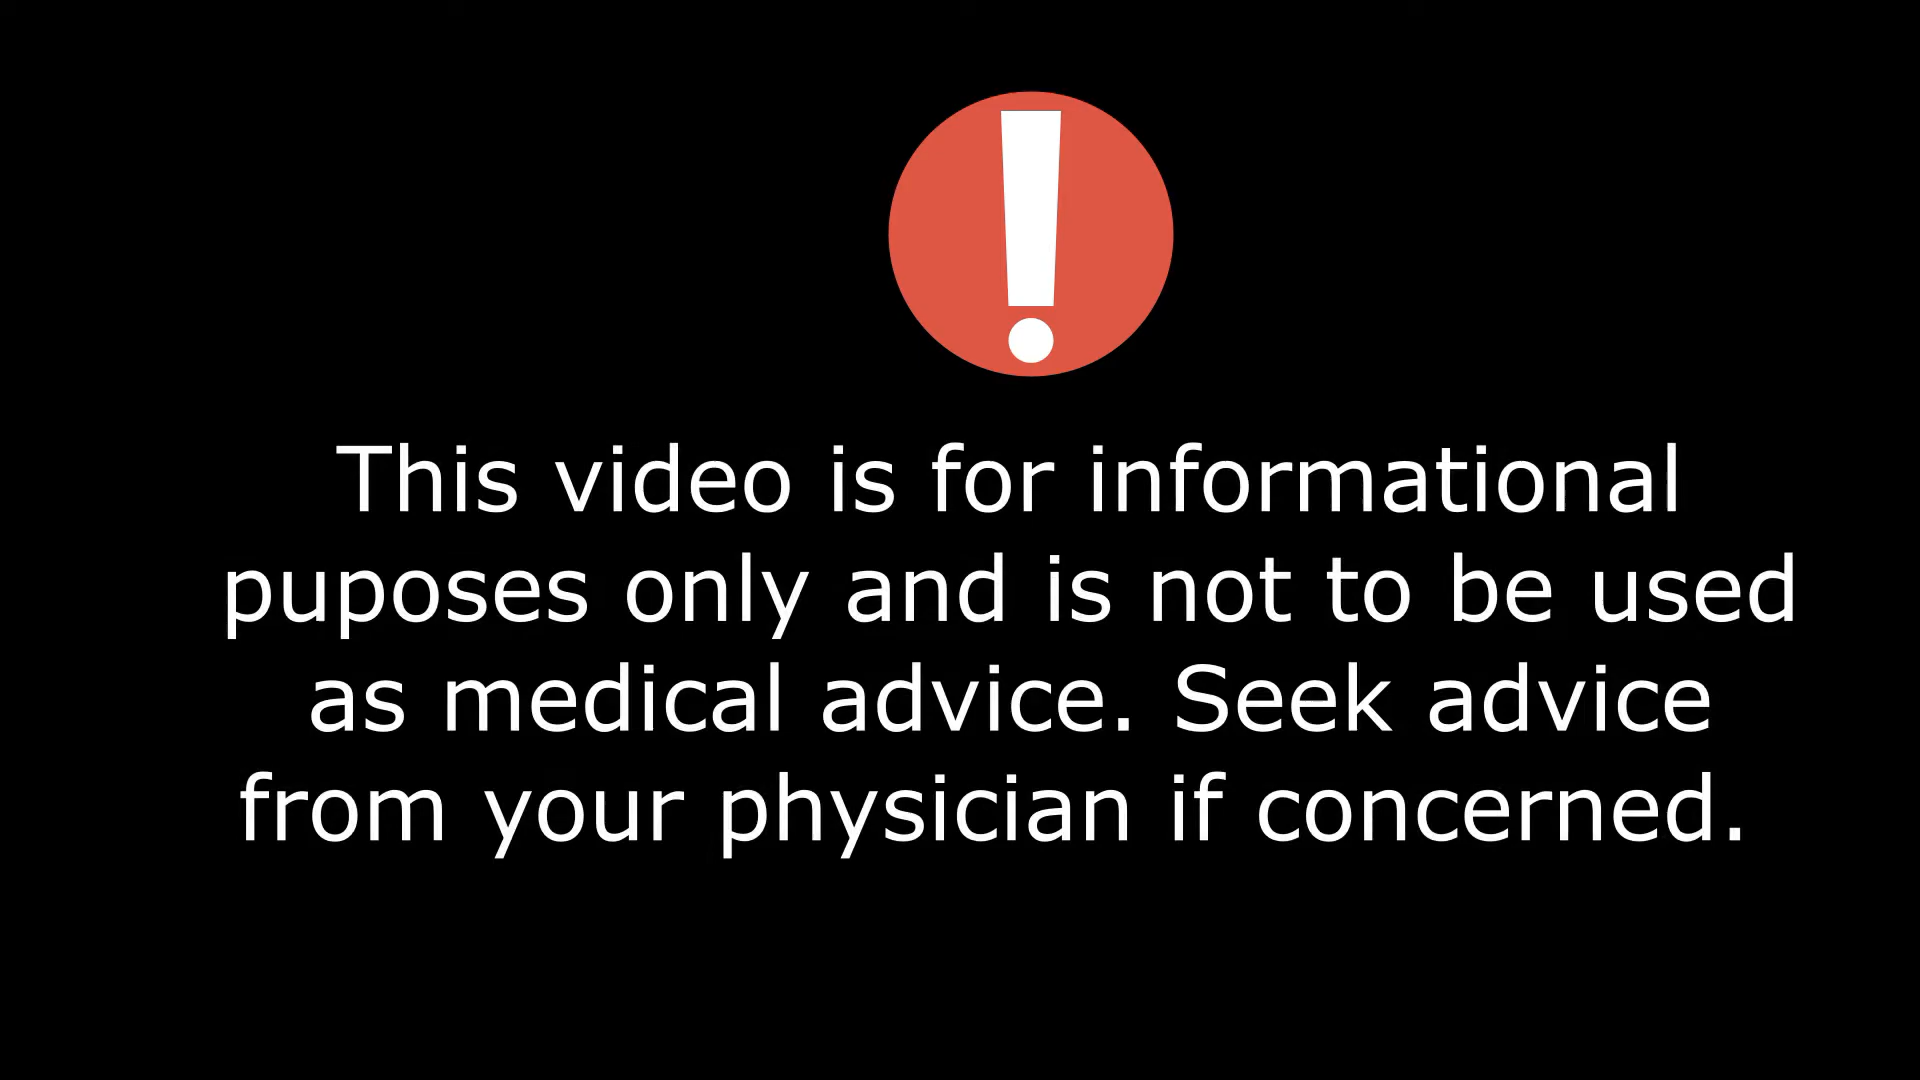 This video is for informational
puposes only and is not to be used
as medical advice. Seek advice
from your physician if concerned.